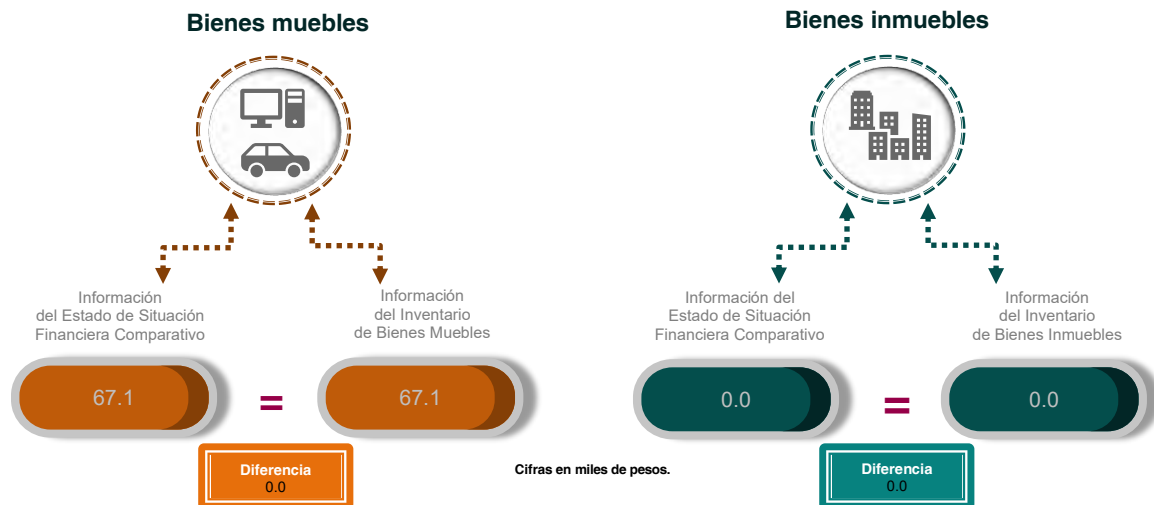 Bienes muebles
Información
del Estado de Situación
Financiera Comparativo
Información
del Inventario
de Bienes Muebles
67.1
=
67.1
Diferencia
0.0
Cifras en miles de pesos.
Bienes inmuebles
Información del
Estado de Situación
Financiera Comparativo
Información
del Inventario
de Bienes Inmuebles
0.0
=
0.0
Diferencia
0.0